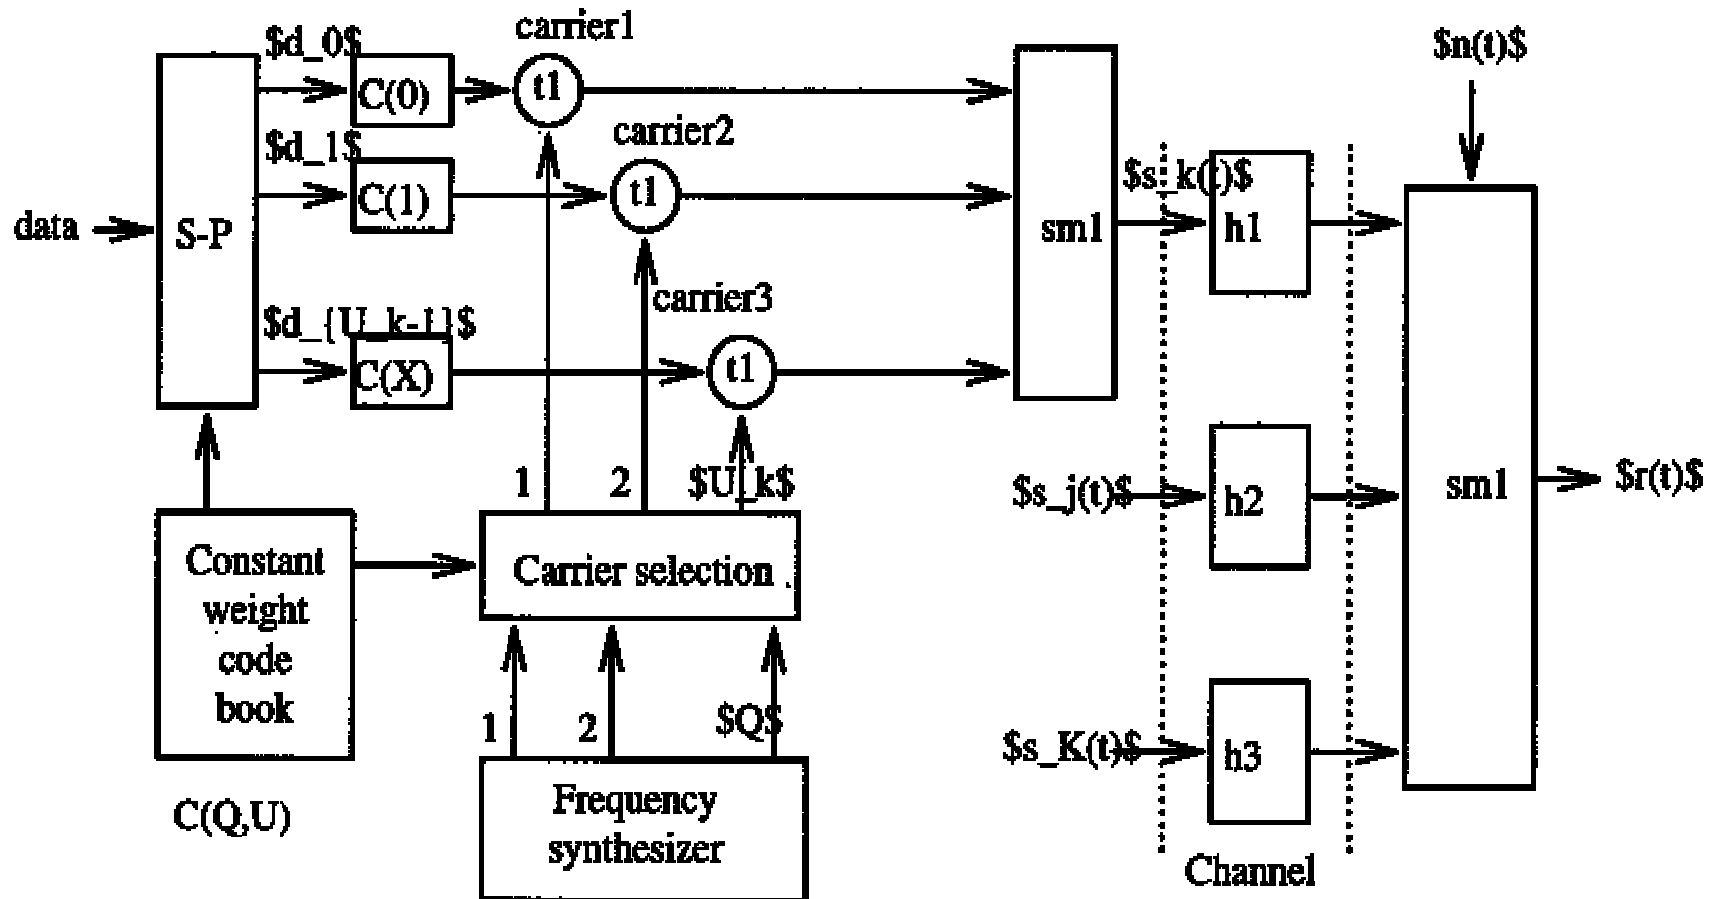 carrier1
$d_0$
C(0)
t1
$n(t)$
carrier2
$d_1$
C(1)
t1
$s_k(t)$
data
S-P
sm1
h1
carrier3
$d_{U_k-1}$
C(X)
t1
1
2
$U_k$
$s_j(t)$
h2
sm1
$r(t)$
Constant
weight
code
book
Carrier selection
1
2
$Q$
$s_K(t)$
h3
C(Q,U)
Frequency
synthesizer
Channel